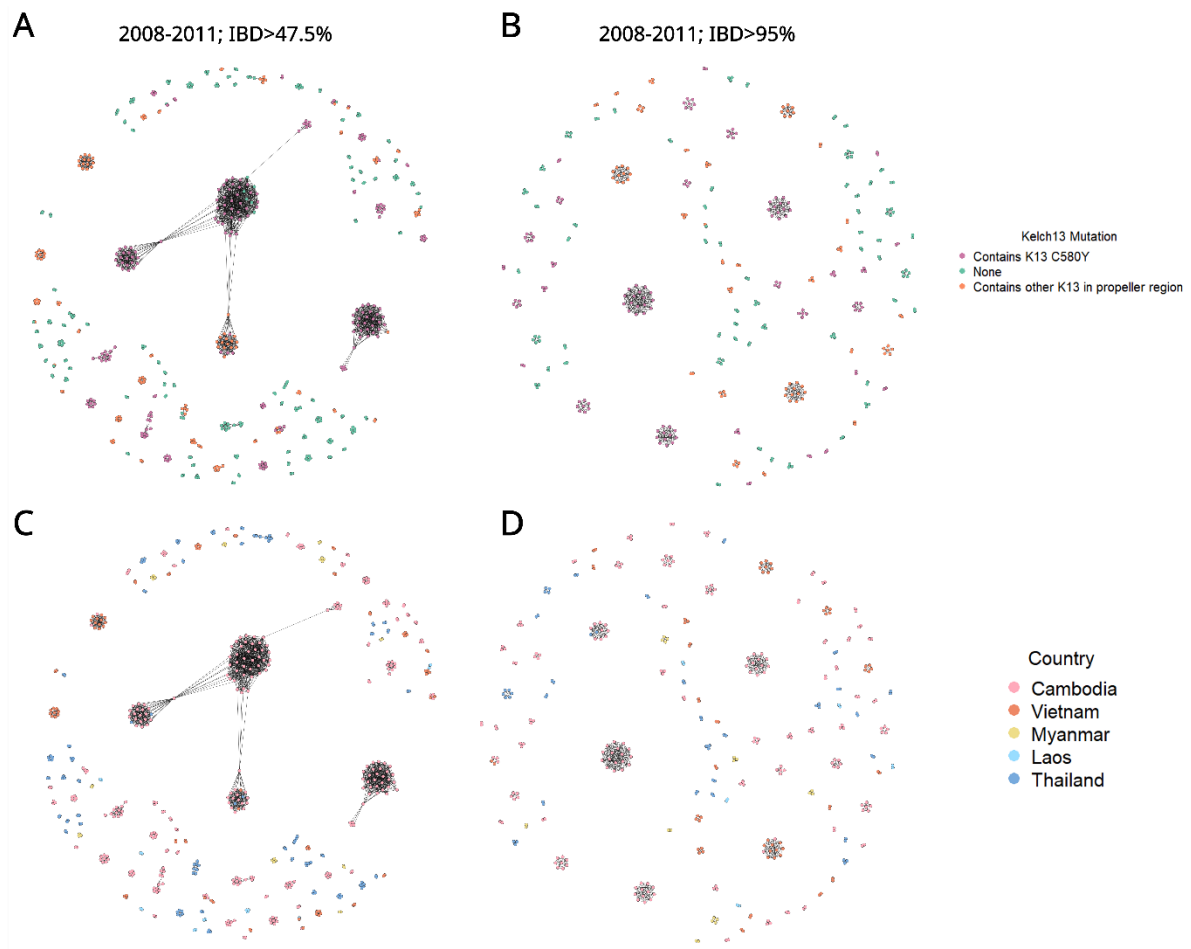 A
2008-2011; IBD>47.5%
B
2008-2011; IBD>95%
Kelch13 Mutation
Contains K13 C580Y
None
Contains other K13 in propeller region
C
D
Country
Cambodia
Vietnam
Myanmar
Laos
Thailand